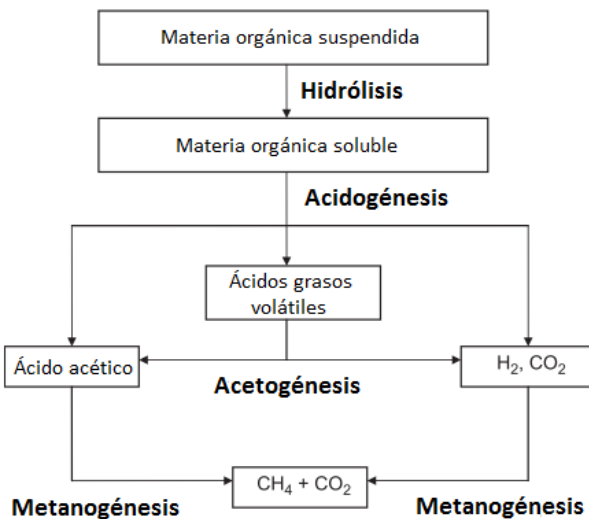 Materia orgánica suspendida
Hidrólisis
Materia orgánica soluble
Acidogénesis
Ácidos grasos
volátiles
Ácido acético
Acetogénesis
H₂, CO₂
CH₄ + CO₂
Metanogénesis
Metanogénesis